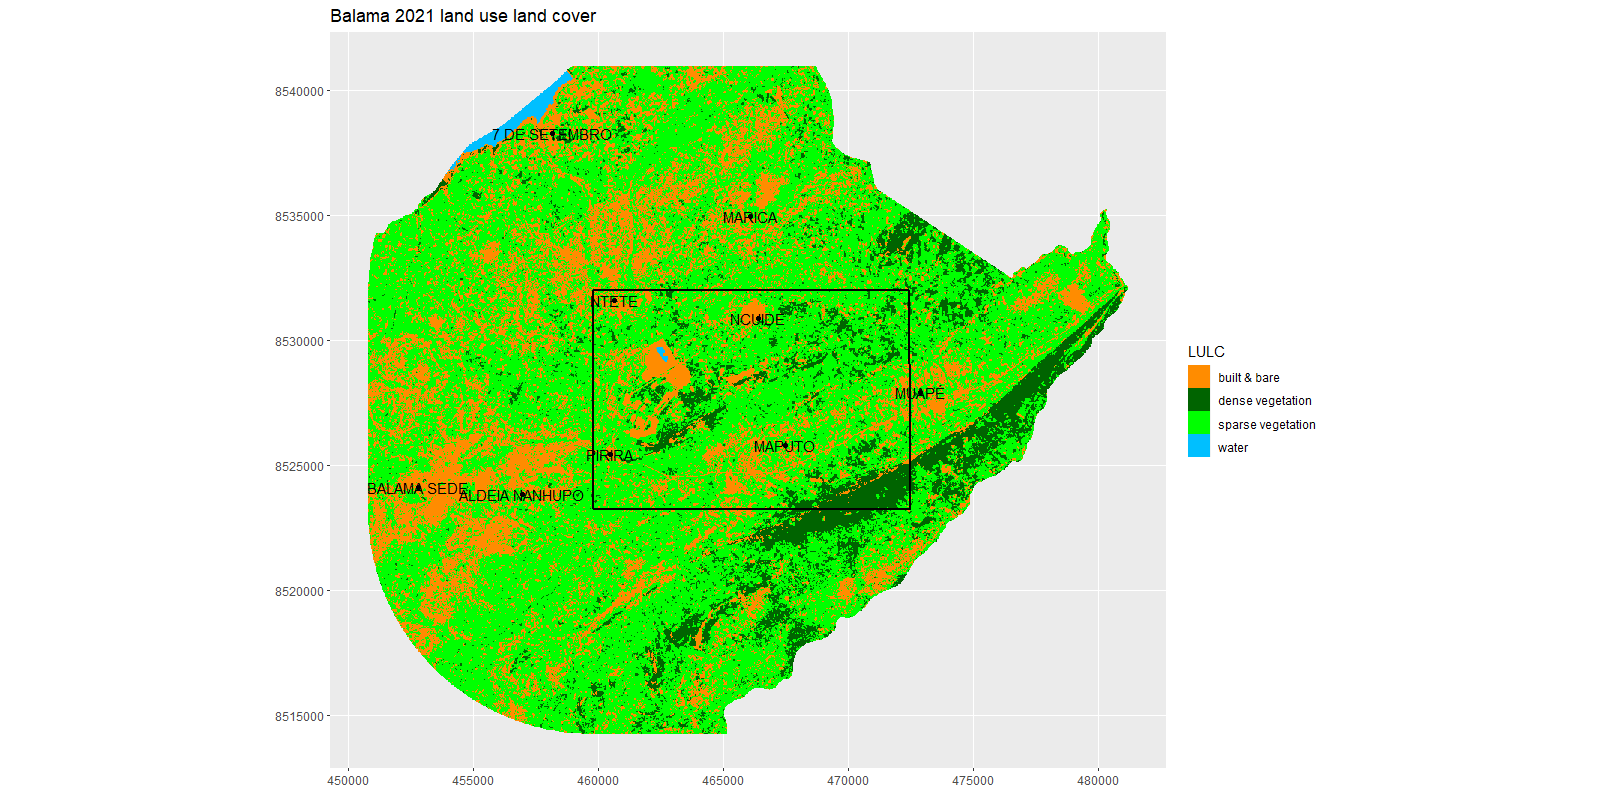 Balama 2021 land use land cover
8540000
7 DE SETEMBRO
8535000
MARICA
NTETE
NCUIDE
8530000
MUAPÉ
MAPUTO
PIRIRA
8525000
BALAMA SEDE
ALDEIA NANHUPO
8520000
8515000
450000 455000 460000 465000 470000 475000 480000
LULC
built & bare
dense vegetation
sparse vegetation
water